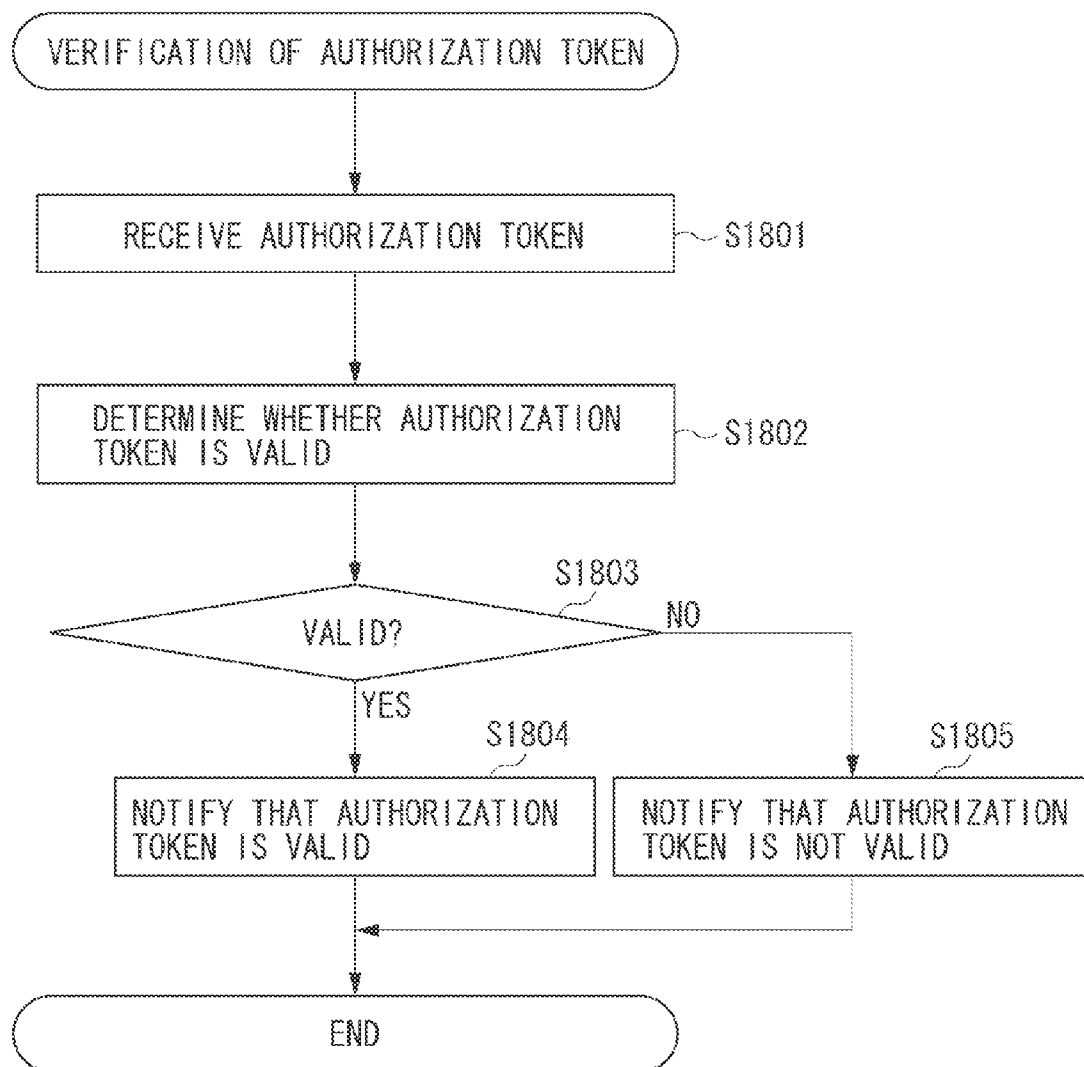 VERIFICATION OF AUTHORIZATION TOKEN
RECEIVE AUTHORIZATION TOKEN
S1801
DETERMINE WHETHER AUTHORIZATION
TOKEN IS VALID
S1802
S1803
VALID?
NO
YES
S1804
NOTIFY THAT AUTHORIZATION
TOKEN IS VALID
S1805
NOTIFY THAT AUTHORIZATION
TOKEN IS NOT VALID
END